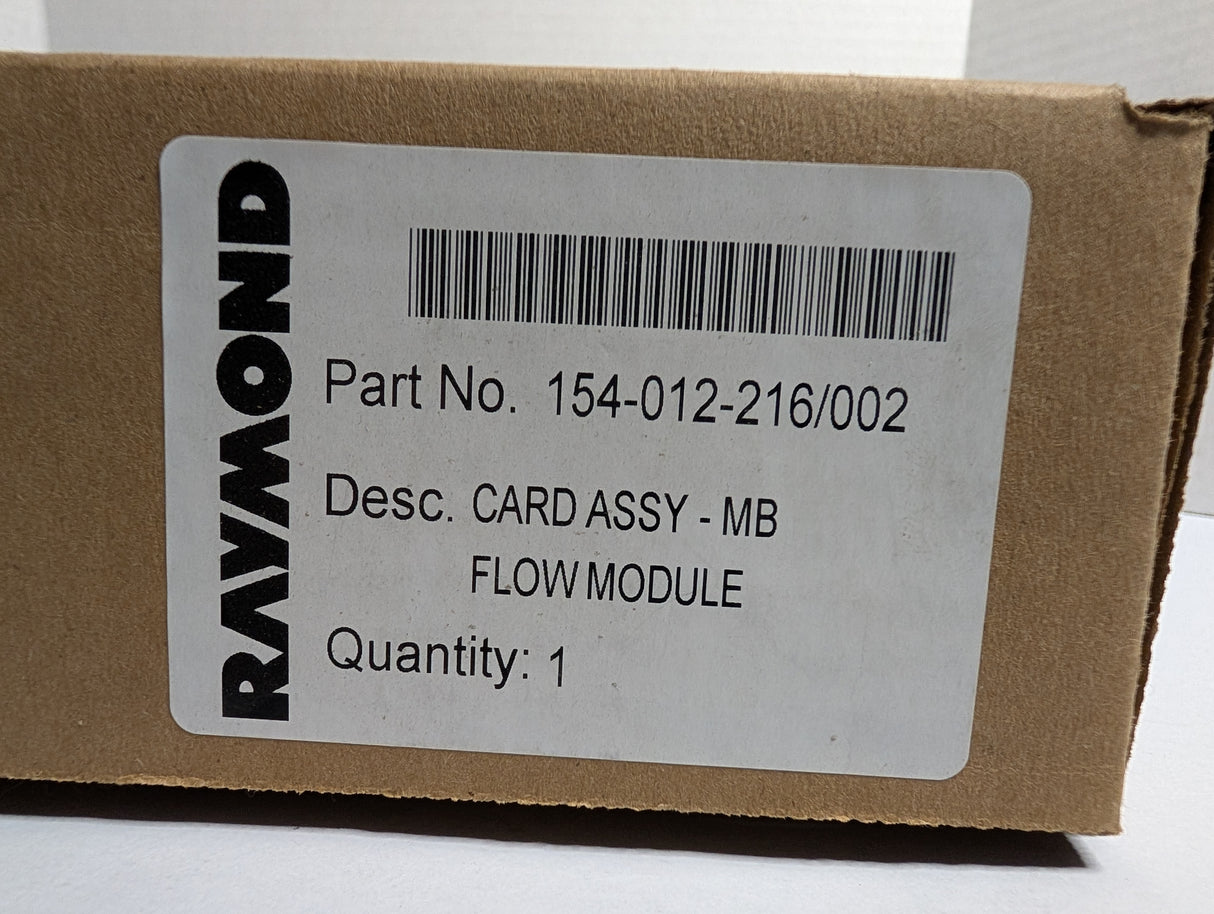 RAYMOND
Part No. 154-012-216/002
Desc. CARD ASSY - MB
FLOW MODULE
Quantity: 1